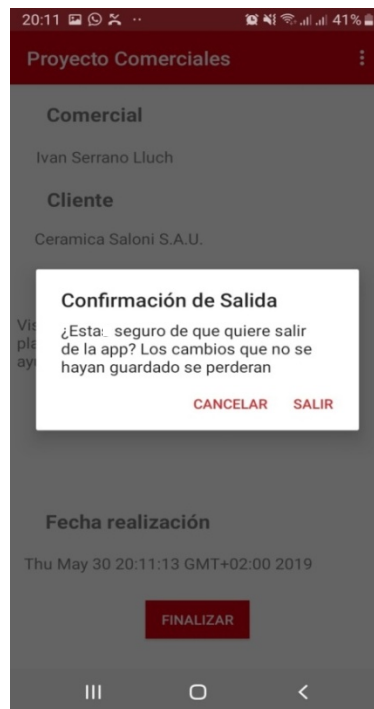 20:11 41%
Proyecto Comerciales
Comercial
Ivan Serrano Lluch
Cliente
Ceramica Saloni S.A.U.
Confirmación de Salida
¿Estas seguro de que quiere salir
de la app? Los cambios que no se
hayan guardado se perderan
CANCELAR SALIR
Fecha realización
Thu May 30 20:11:13 GMT+02:00 2019
FINALIZAR